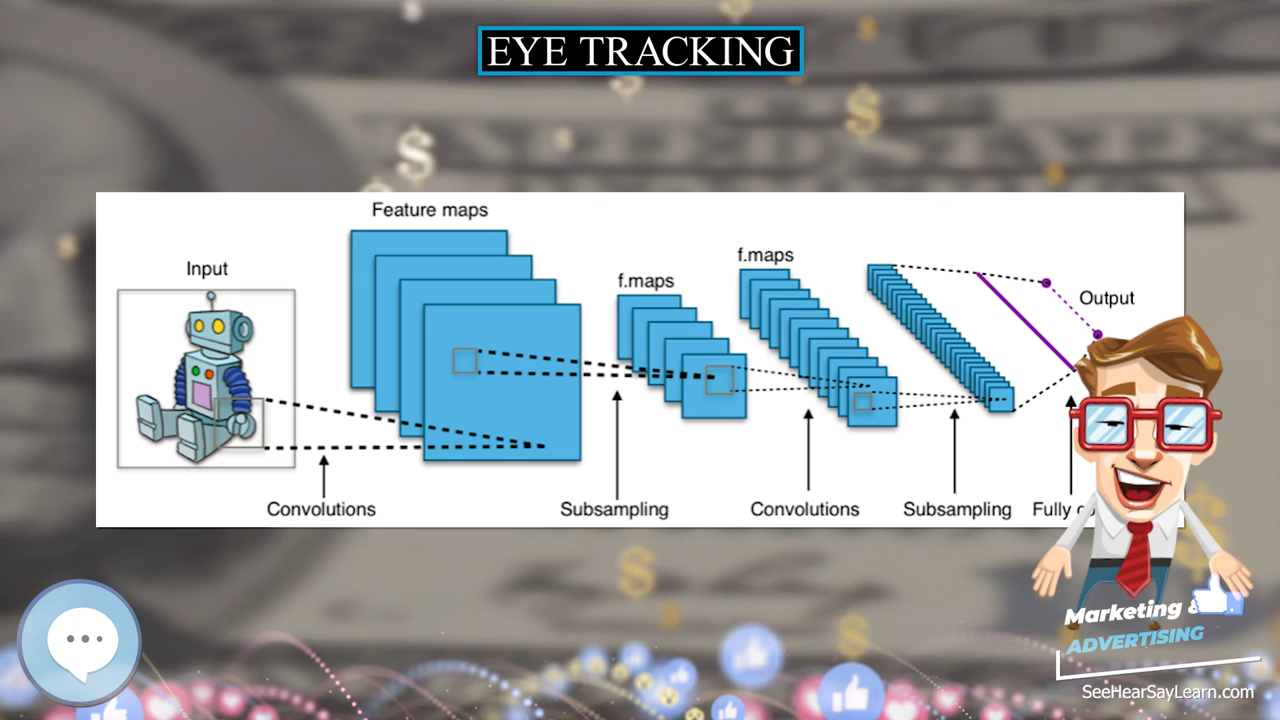 EYE TRACKING
Feature maps
Input
f.maps
f.maps
Output
Convolutions
Subsampling
Convolutions
Subsampling
Fully
Marketing &
ADVERTISING
SeeHearSayLearn.com